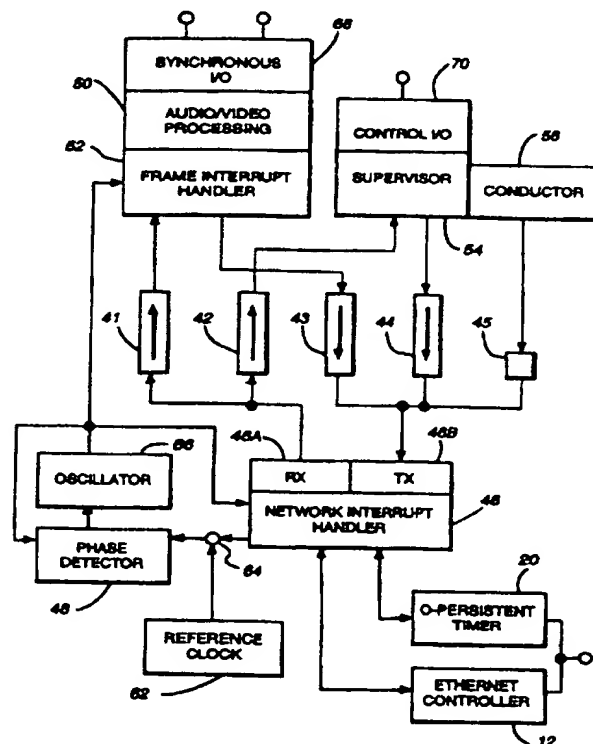 68
SYNCHRONOUS
I/O
50
AUDIO/VIDEO
PROCESSING
52
FRAME INTERRUPT
HANDLER
70
CONTROL I/O
56
SUPERVISOR
CONDUCTOR
54
41
42
43
44
45
46A
46B
RX
TX
66
OSCILLATOR
NETWORK INTERRUPT
HANDLER
46
PHASE
DETECTOR
64
48
20
REFERENCE
CLOCK
O-PERSISTENT
TIMER
62
ETHERNET
CONTROLLER
12